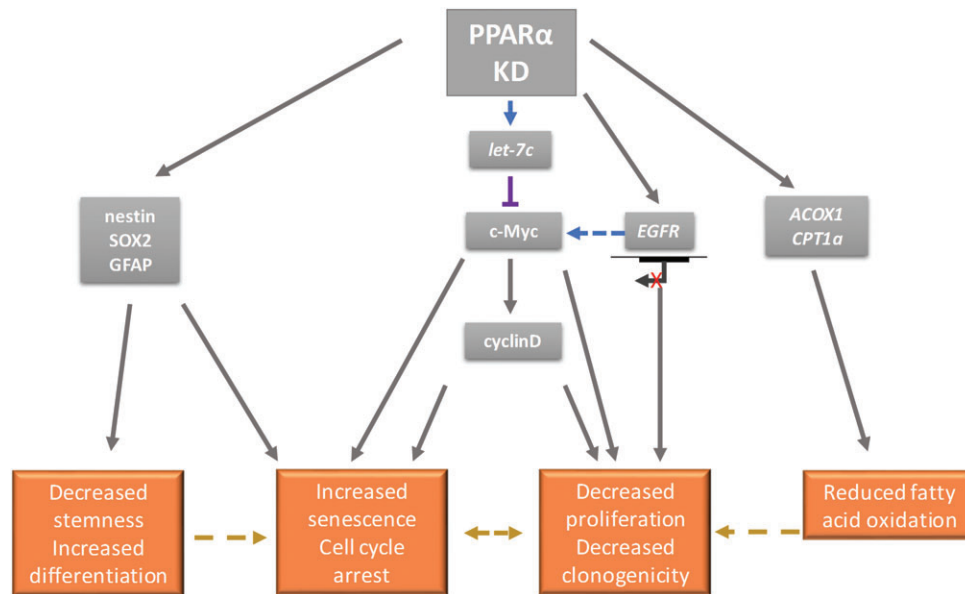 PPARα
KD
let-7c
nestin
SOX2
GFAP
c-Myc
EGFR
ACOX1
CPT1a
X
cyclinD
Decreased
stemness
Increased
differentiation
Increased
senescence
Cell cycle
arrest
Decreased
proliferation
Decreased
clonogenicity
Reduced fatty
acid oxidation